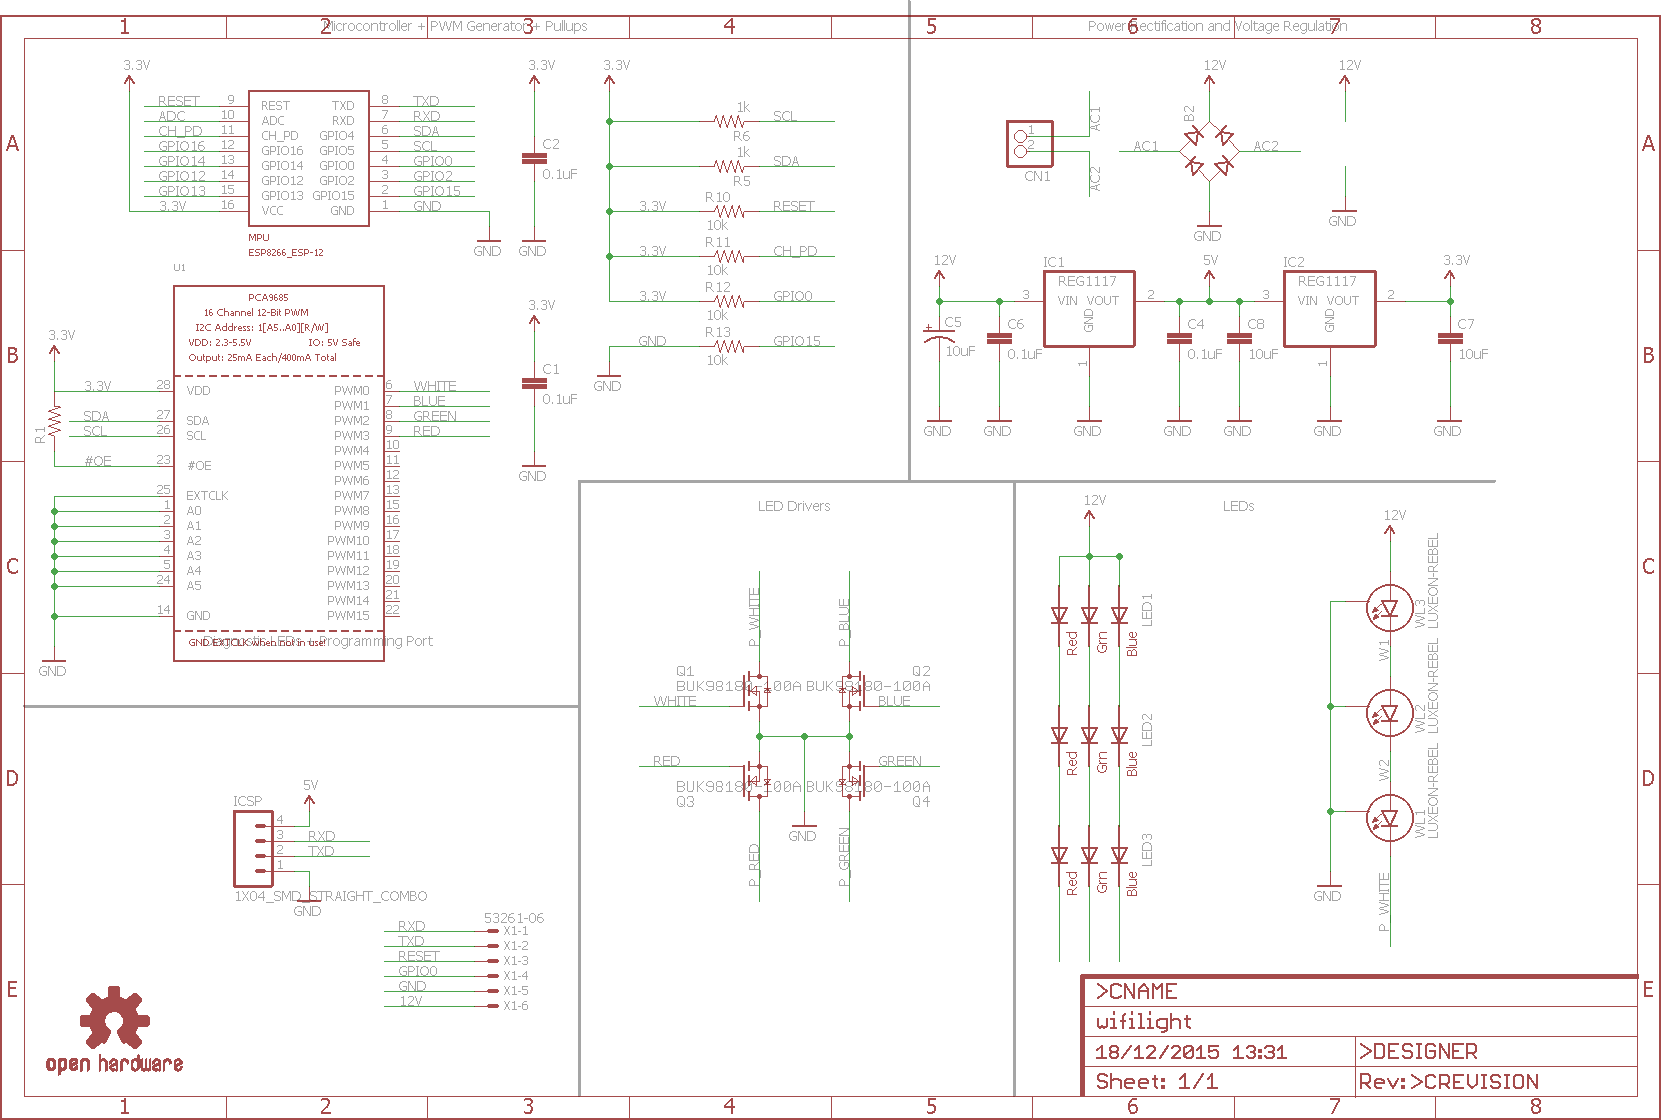 1 2 3 4 5 6 7 8
Microcontroller + PWM Generator + Pullups
Power Rectification and Voltage Regulation
A
B
C
D
E
3.3V
RESET 9 REST TXD 8 TXD
ADC 10 ADC RXD 7 RXD
CH_PD 11 CH_PD GPIO4 6 SDA
GPIO16 12 GPIO16 GPIO5 5 SCL
GPIO14 13 GPIO14 GPIO0 4 GPIO0
GPIO12 14 GPIO12 GPIO2 3 GPIO2
GPIO13 15 GPIO13 GPIO15 2 GPIO15
3.3V 16 VCC GND 1 GND
GND
MPU
ESP8266_ESP-12
3.3V
C2
0.1uF
GND
3.3V
1k
SCL
R6
1k
SDA
R5
R10
3.3V RESET
10k
R11
3.3V CH_PD
10k
R12
3.3V GPIO0
10k
R13
GND GPIO15
10k
GND
3.3V
C1
0.1uF
GND
U1
PCA9685
16 Channel 12-Bit PWM
I2C Address: 1[A5..A0][R/W]
VDD: 2.3-5.5V IO: 5V Safe
Output: 25mA Each/400mA Total
3.3V
R1
3.3V 28 VDD PWM0 6 WHITE
PWM1 7 BLUE
SDA 27 SDA PWM2 8 GREEN
SCL 26 SCL PWM3 9 RED
PWM4 10
#OE 23 #OE PWM5 11
PWM6 12
25 EXTCLK PWM7 13
1 A0 PWM8 15
2 A1 PWM9 16
3 A2 PWM10 17
4 A3 PWM11 18
5 A4 PWM12 19
24 A5 PWM13 20
PWM14 21
14 GND PWM15 22
GND EXTCLK when not in use!
Diagnostic LEDs + Programming Port
GND
1
2
CN1
AC1
AC2
12V
B2
AC1 AC2
GND
12V
GND
12V
C5
10uF
GND
C6
0.1uF
GND
IC1
REG1117
3 VIN VOUT 2
GND
1
GND
5V
C4
0.1uF
GND
C8
10uF
GND
IC2
REG1117
3 VIN VOUT 2
GND
1
GND
3.3V
C7
10uF
GND
LED Drivers
P_WHITE
P_BLUE
Q1 Q2
BUK98180-100A BUK98180-100A
WHITE BLUE
RED GREEN
BUK98180-100A BUK98180-100A
Q3 Q4
GND
P_RED
P_GREEN
LEDs
12V
Red Grn Blue LED1
Red Grn Blue LED2
Red Grn Blue LED3
12V
WL3
LUXEON-REBEL
W1
WL2
LUXEON-REBEL
W2
WL1
LUXEON-REBEL
GND
P_WHITE
5V
ICSP
4
3 RXD
2 TXD
1
1X04_SMD_STRAIGHT_COMBO
GND
53261-06
RXD X1-1
TXD X1-2
RESET X1-3
GPIO0 X1-4
GND X1-5
12V X1-6
open hardware
>CNAME
wifilight
18/12/2015 13:31
>DESIGNER
Sheet: 1/1
Rev:>CREVISION
A
B
C
D
E
1 2 3 4 5 6 7 8